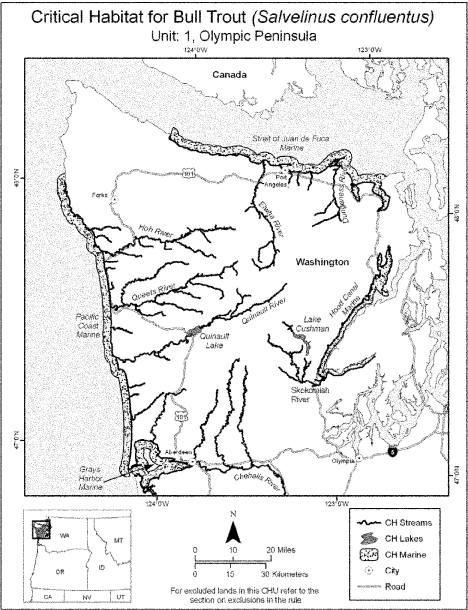 Critical Habitat for Bull Trout (Salvelinus confluentus)
Unit: 1, Olympic Peninsula
124°0'W
123°0'W
Canada
Strait of Juan de Fuca
Marine
48°0'N
48°0'N
101
Port
Angeles
Forks
Dungeness R
Elwha River
Hoh River
Washington
Queets River
Quinault River
Hood Canal
Marine
Pacific
Coast
Marine
Quinault
Lake
Lake
Cushman
Skokomish
River
101
47°0'N
47°0'N
Aberdeen
Olympia
5
Grays
Harbor
Marine
Chehalis River
124°0'W
123°0'W
WA
MT
OR
ID
CA
NV
UT
N
0 10 20 Miles
0 15 30 Kilometers
For excluded lands in this CHU refer to the
section on exclusions in the rule
CH Streams
CH Lakes
CH Marine
City
Road